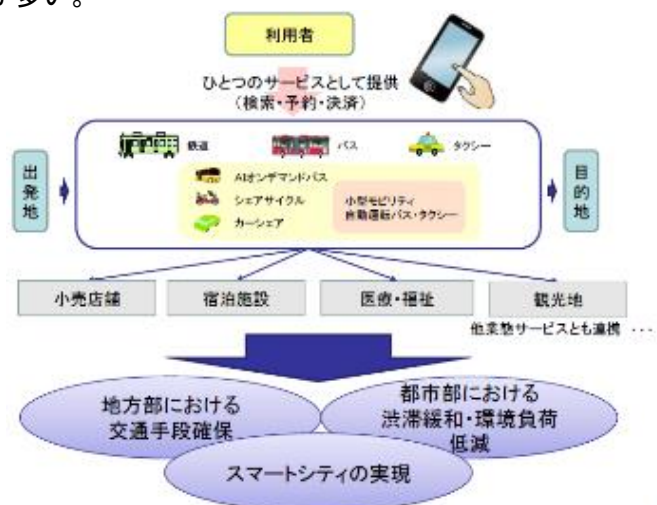 多い。
利用者
ひとつのサービスとして提供
(検索・予約・決済)
鉄道
バス
タクシー
出発地
目的地
AIオンデマンドバス
シェアサイクル
カーシェア
小型モビリティ
自動運転バス・タクシー
小売店舗
宿泊施設
医療・福祉
観光地
他業態サービスとも連携 ・・・
地方部における
交通手段確保
都市部における
渋滞緩和・環境負荷
低減
スマートシティの実現